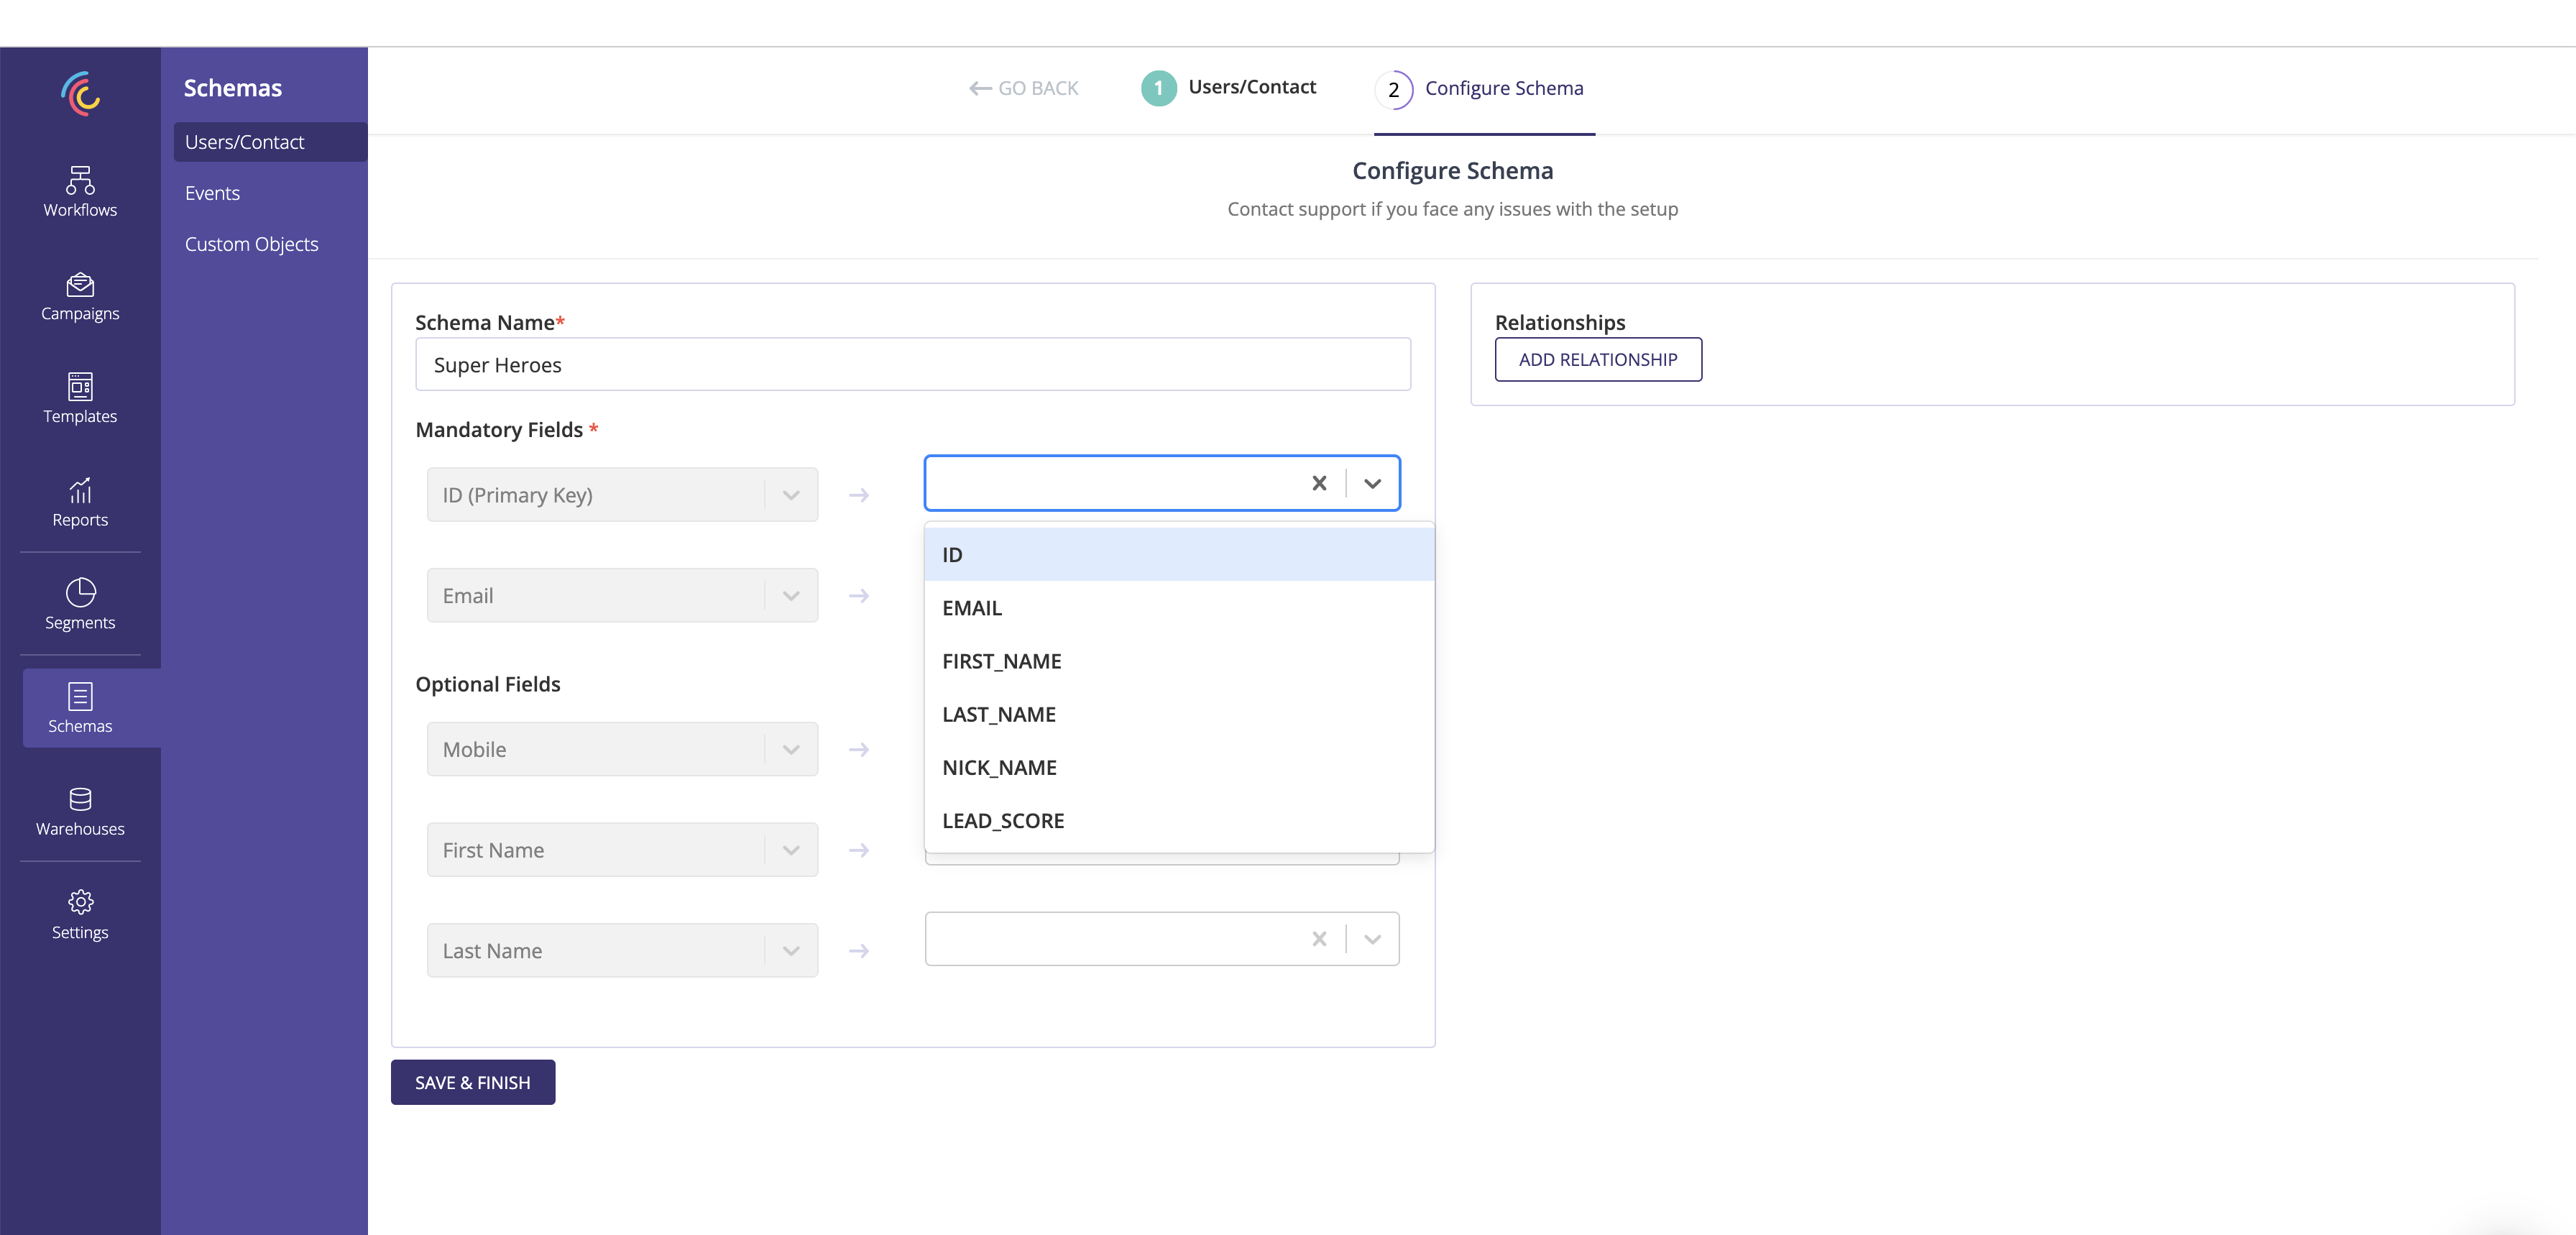 Schemas
Users/Contact
Events
Custom Objects
Workflows
Campaigns
Templates
Reports
Segments
Schemas
Warehouses
Settings
GO BACK
1 Users/Contact
2 Configure Schema
Configure Schema
Contact support if you face any issues with the setup
Schema Name*
Super Heroes
Mandatory Fields *
ID (Primary Key)
Email
ID
EMAIL
FIRST_NAME
LAST_NAME
NICK_NAME
LEAD_SCORE
Optional Fields
Mobile
First Name
Last Name
SAVE & FINISH
Relationships
ADD RELATIONSHIP